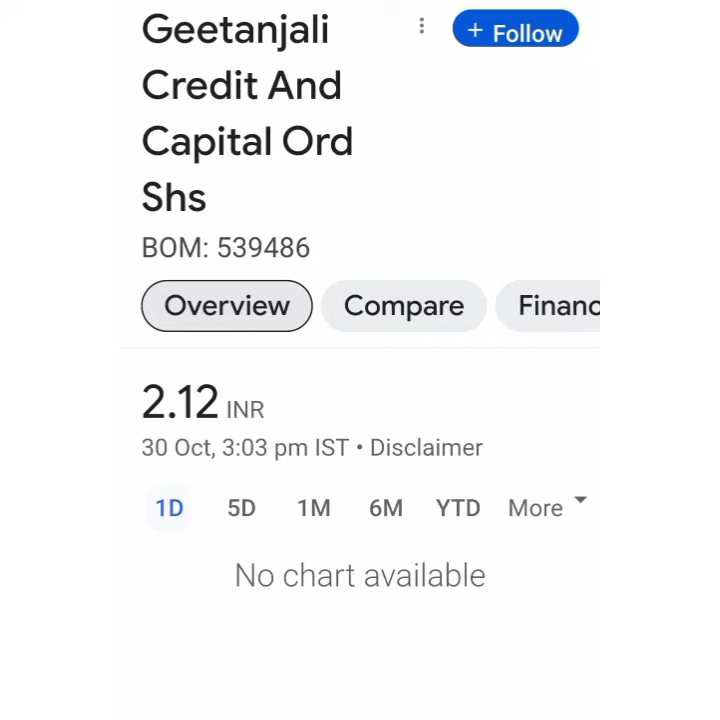 Geetanjali
Credit And
Capital Ord
Shs
+ Follow
BOM: 539486
Overview
Compare
Financ
2.12 INR
30 Oct, 3:03 pm IST • Disclaimer
1D 5D 1M 6M YTD More
No chart available